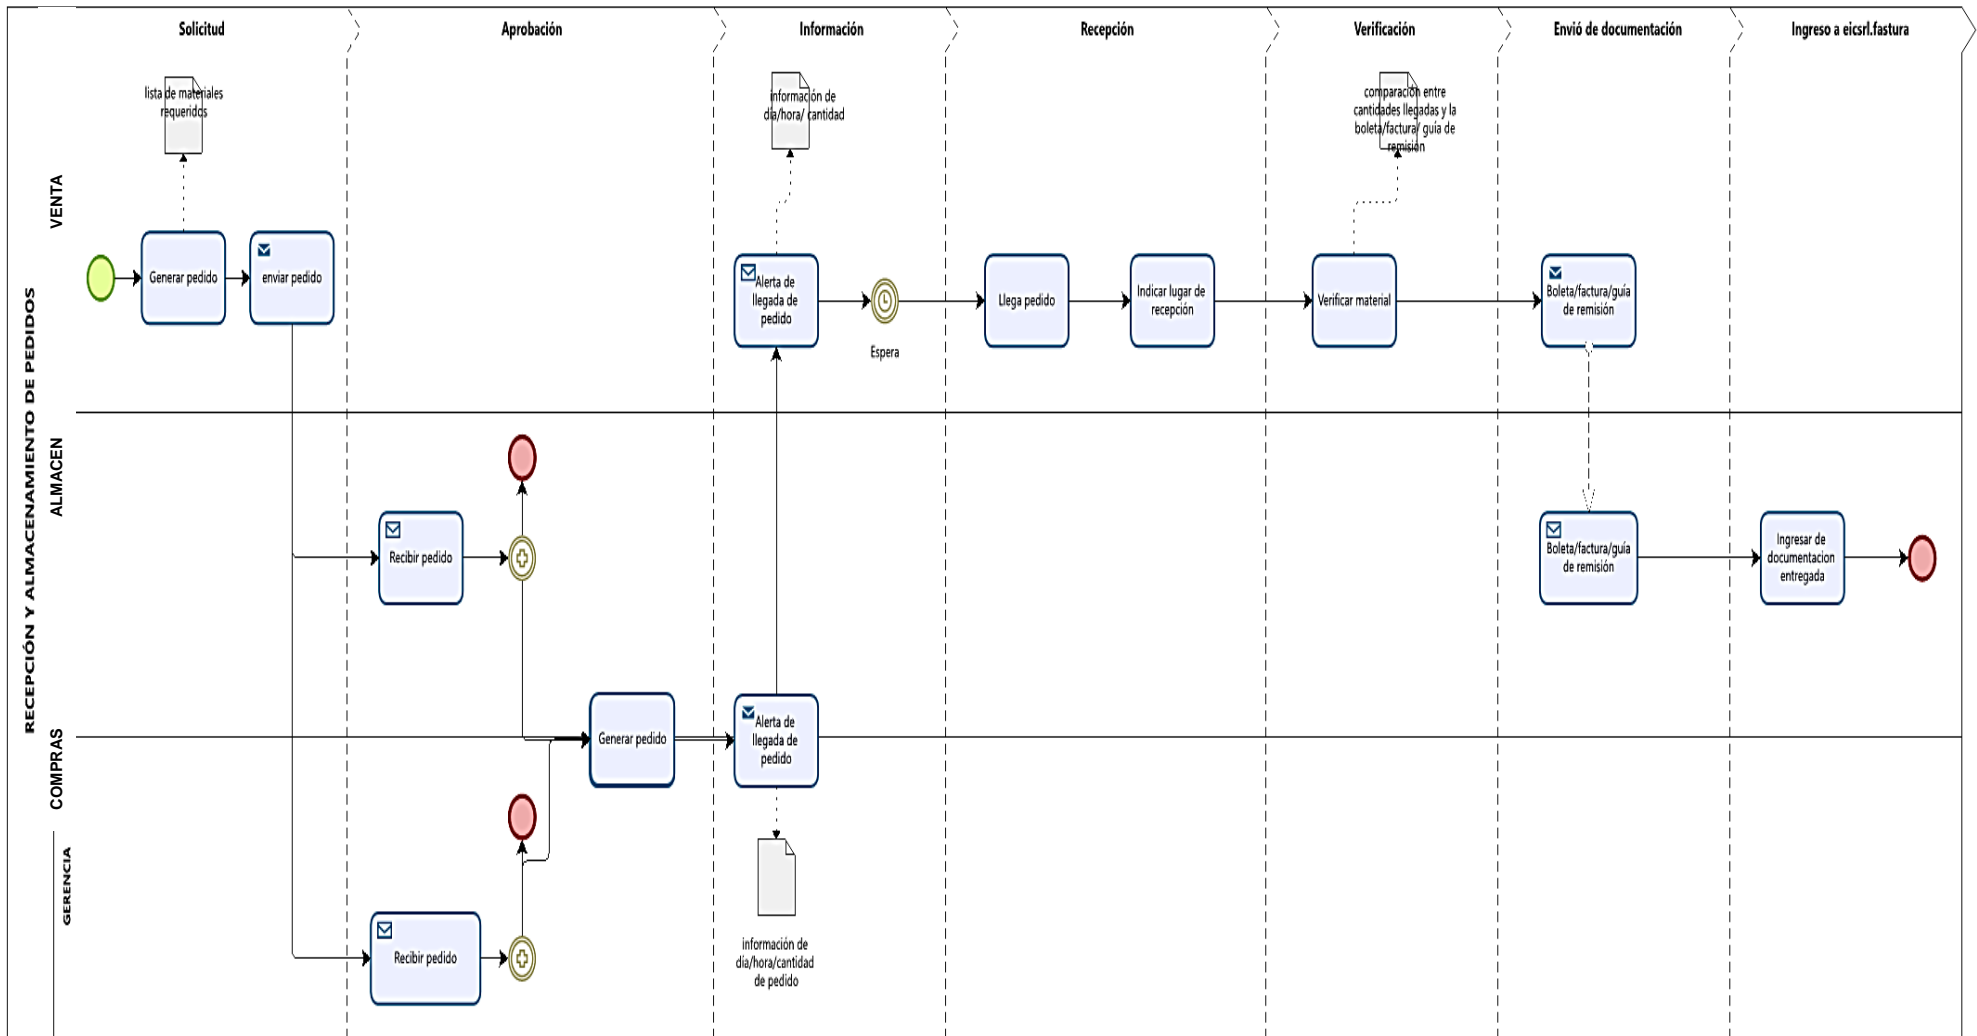 Solicitud
Aprobación
Información
Recepción
Verificación
Envió de documentación
Ingreso a eicsrl.fastura
RECEPCIÓN Y ALMACENAMIENTO DE PEDIDOS
VENTA
lista de materiales
requeridos
información de
día/hora/ cantidad
comparación entre
cantidades llegadas y la
boleta/factura/ guía de
remisión
Generar pedido
enviar pedido
Alerta de
llegada de
pedido
Espera
Llega pedido
Indicar lugar de
recepción
Verificar material
Boleta/factura/guía
de remisión
ALMACEN
Recibir pedido
Boleta/factura/guía
de remisión
Ingresar de
documentacion
entregada
COMPRAS
Generar pedido
Alerta de
llegada de
pedido
GERENCIA
Recibir pedido
información de
día/hora/cantidad
de pedido